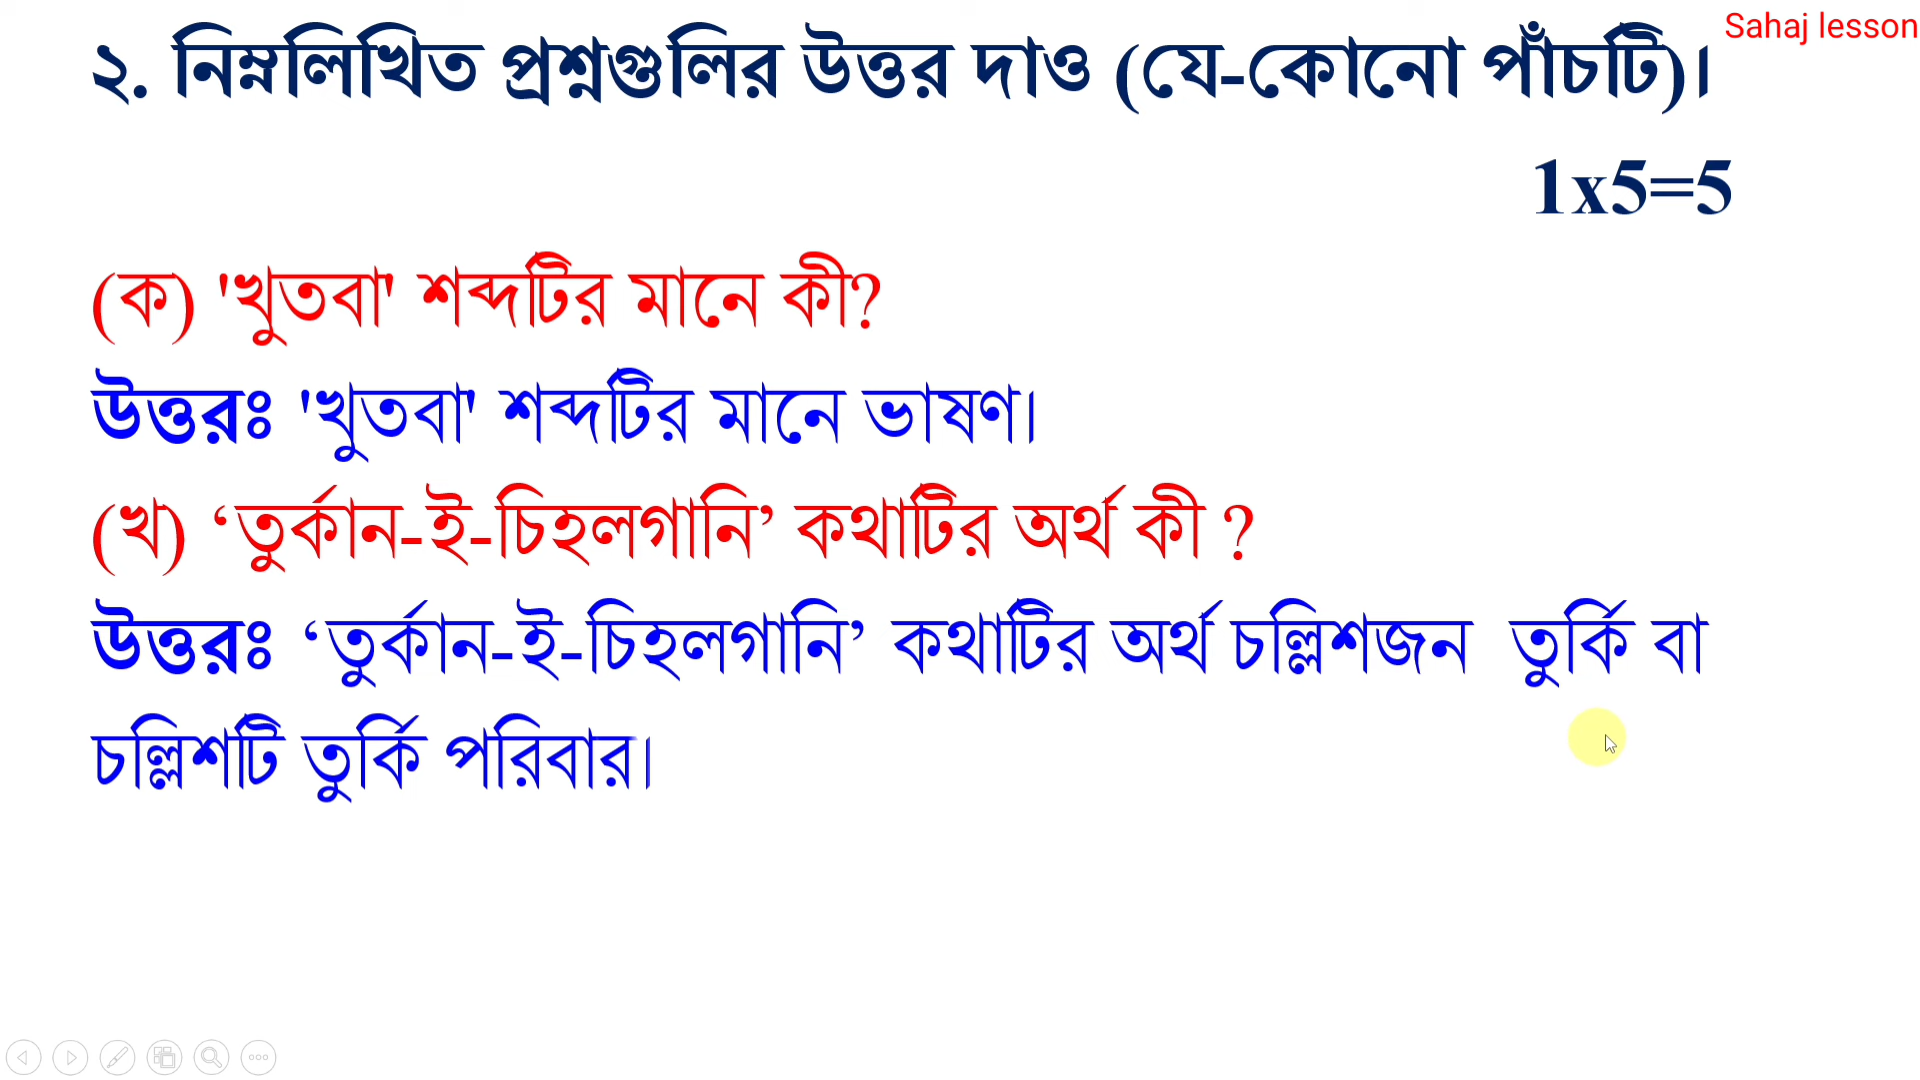 Sahaj lesson
২. নিম্নলিখিত প্রশ্নগুলির উত্তর দাও (যে-কোনো পাঁচটি)।
1x5=5
(ক) 'খুতবা' শব্দটির মানে কী?
উত্তরঃ 'খুতবা' শব্দটির মানে ভাষণ।
(খ) ‘তুর্কান-ই-চিহলগানি’ কথাটির অর্থ কী ?
উত্তরঃ ‘তুর্কান-ই-চিহলগানি’ কথাটির অর্থ চল্লিশজন তুর্কি বা
চল্লিশটি তুর্কি পরিবার।